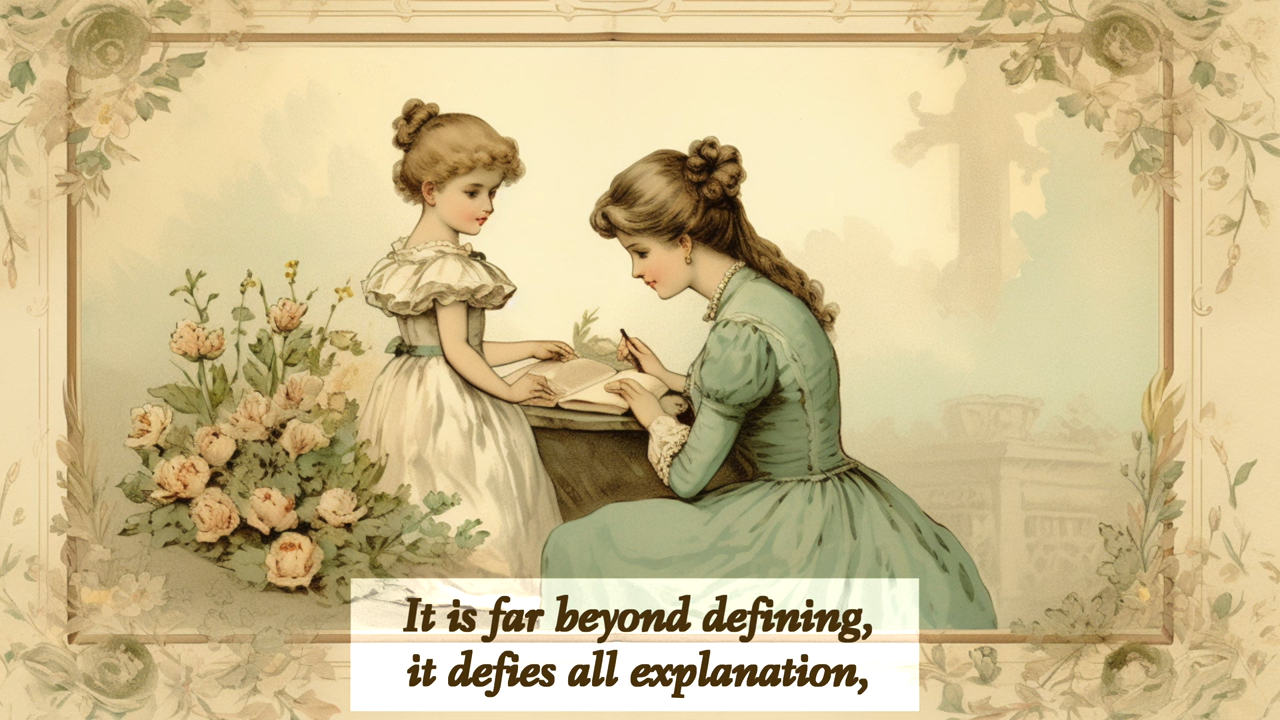 It is far beyond defining,
it defies all explanation,